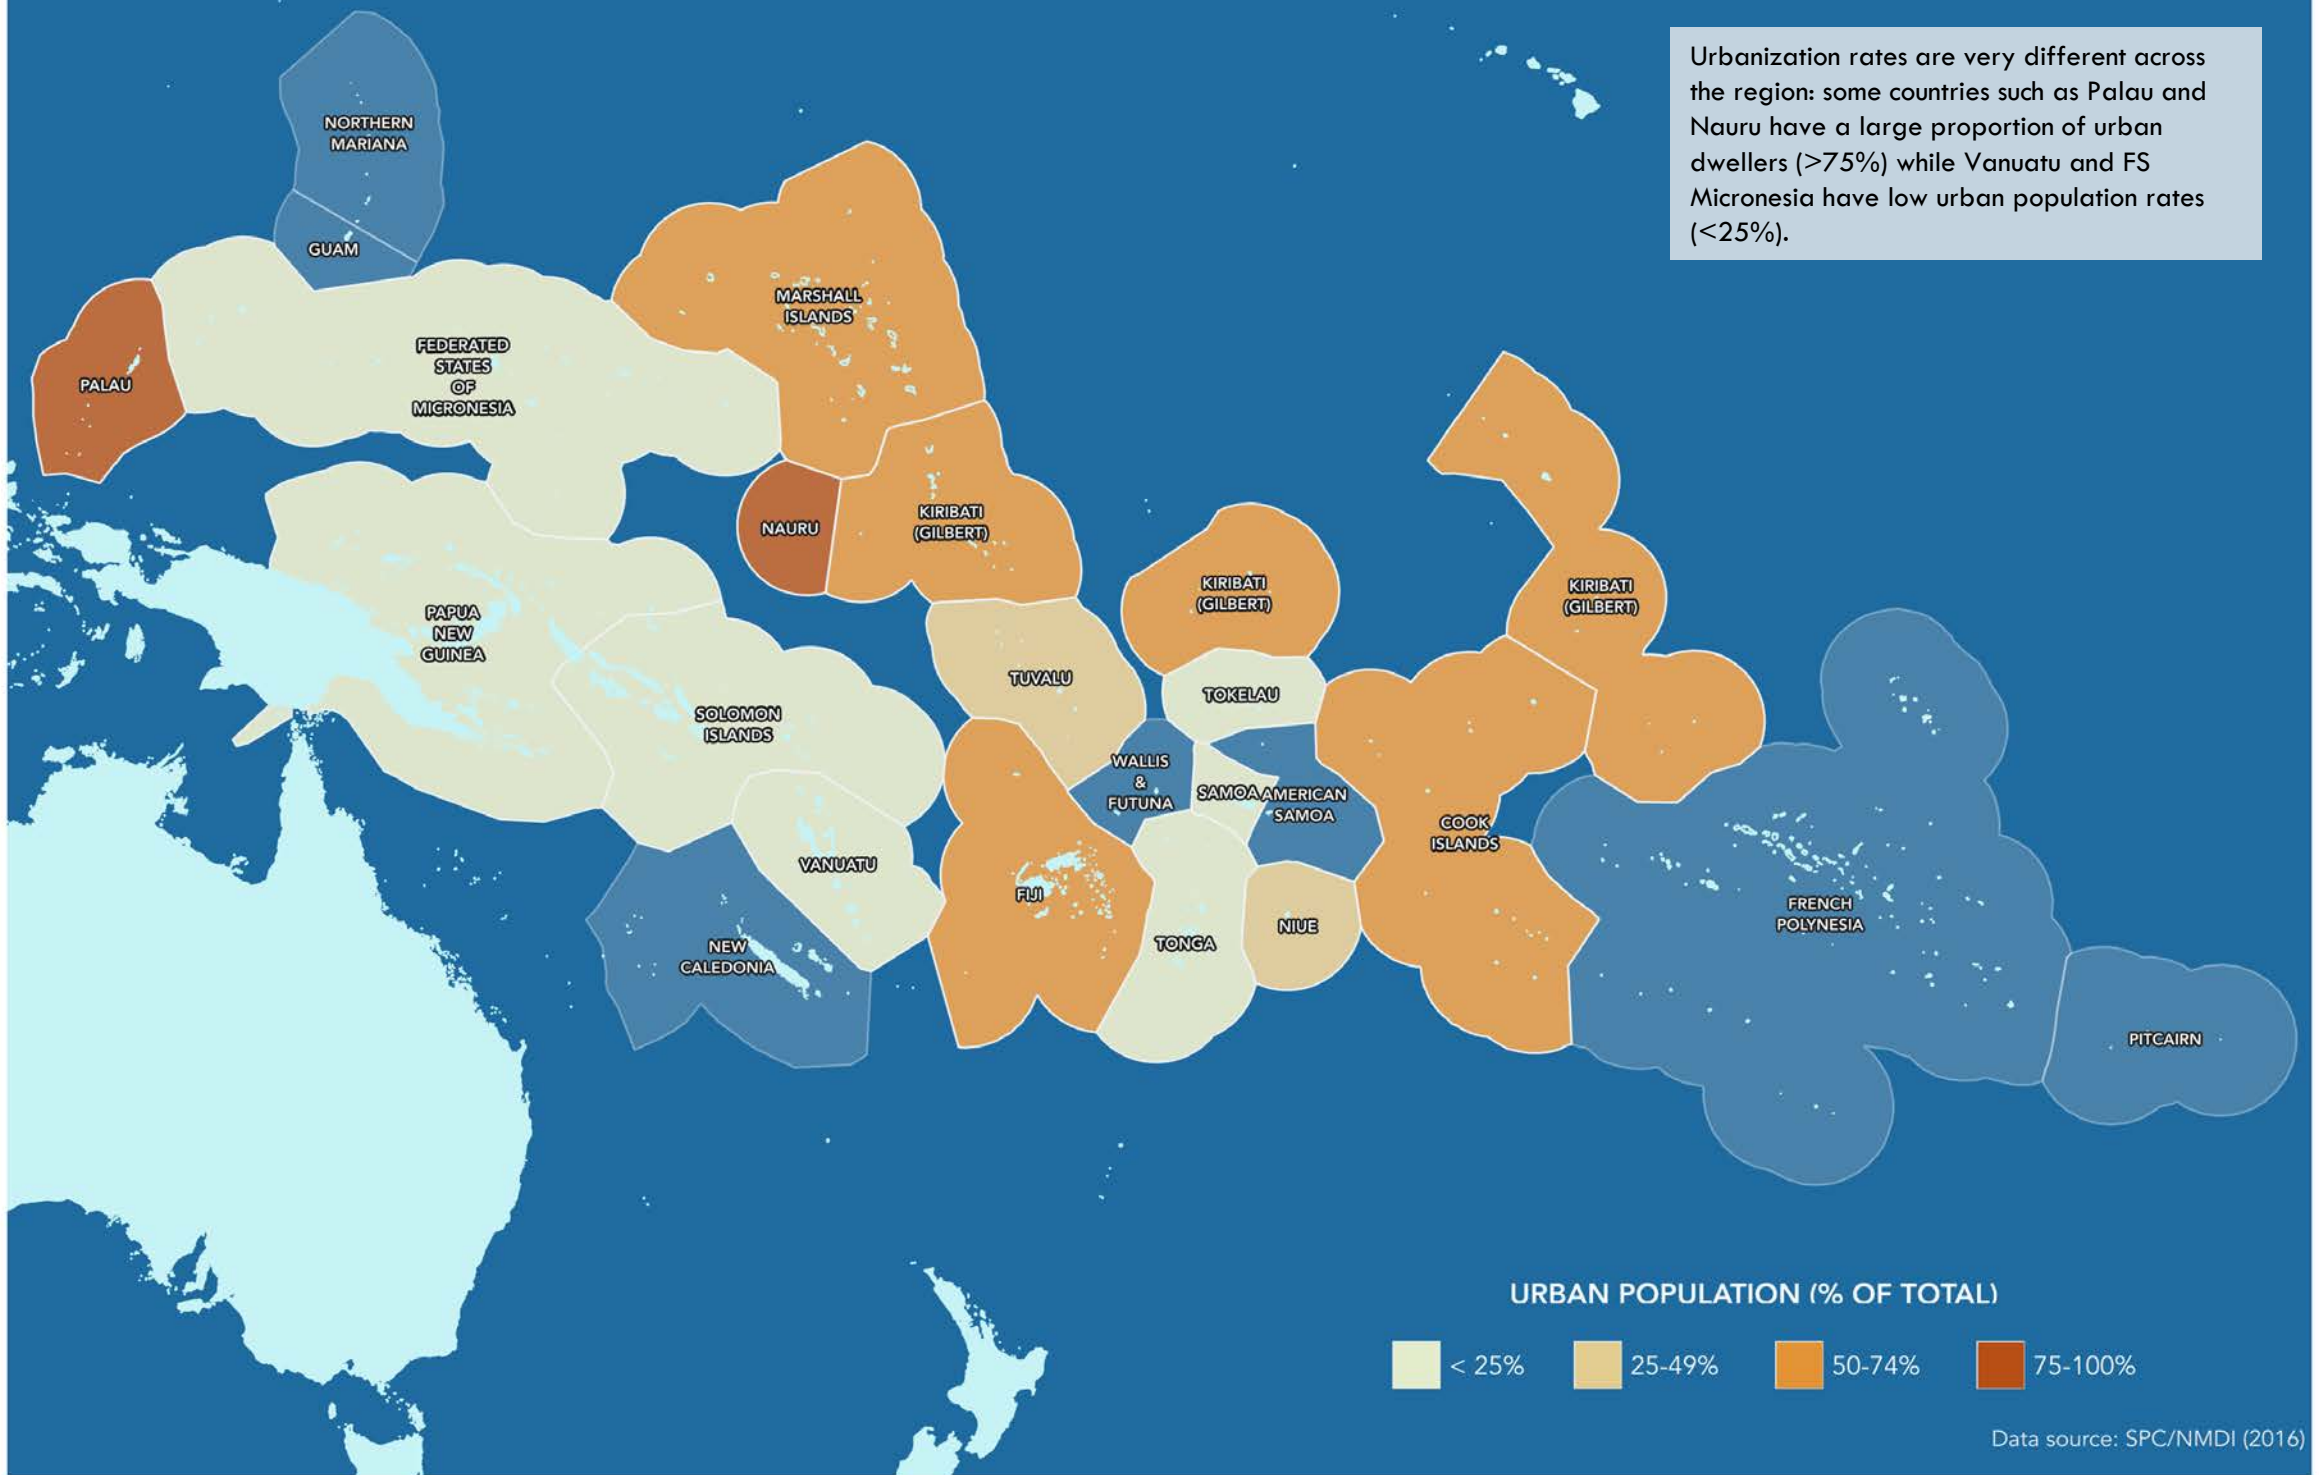 Urbanization rates are very different across
the region: some countries such as Palau and
Nauru have a large proportion of urban
dwellers (>75%) while Vanuatu and FS
Micronesia have low urban population rates
(<25%).
NORTHERN
MARIANA
GUAM
MARSHALL
ISLANDS
FEDERATED
STATES
OF
MICRONESIA
PALAU
NAURU
KIRIBATI
(GILBERT)
KIRIBATI
(GILBERT)
KIRIBATI
(GILBERT)
PAPUA
NEW
GUINEA
TUVALU
TOKELAU
SOLOMON
ISLANDS
WALLIS
&
FUTUNA
SAMOA
AMERICAN
SAMOA
COOK
ISLANDS
VANUATU
FIJI
FRENCH
POLYNESIA
NIUE
TONGA
NEW
CALEDONIA
PITCAIRN
URBAN POPULATION (% OF TOTAL)
< 25%
25-49%
50-74%
75-100%
Data source: SPC/NMDI (2016)